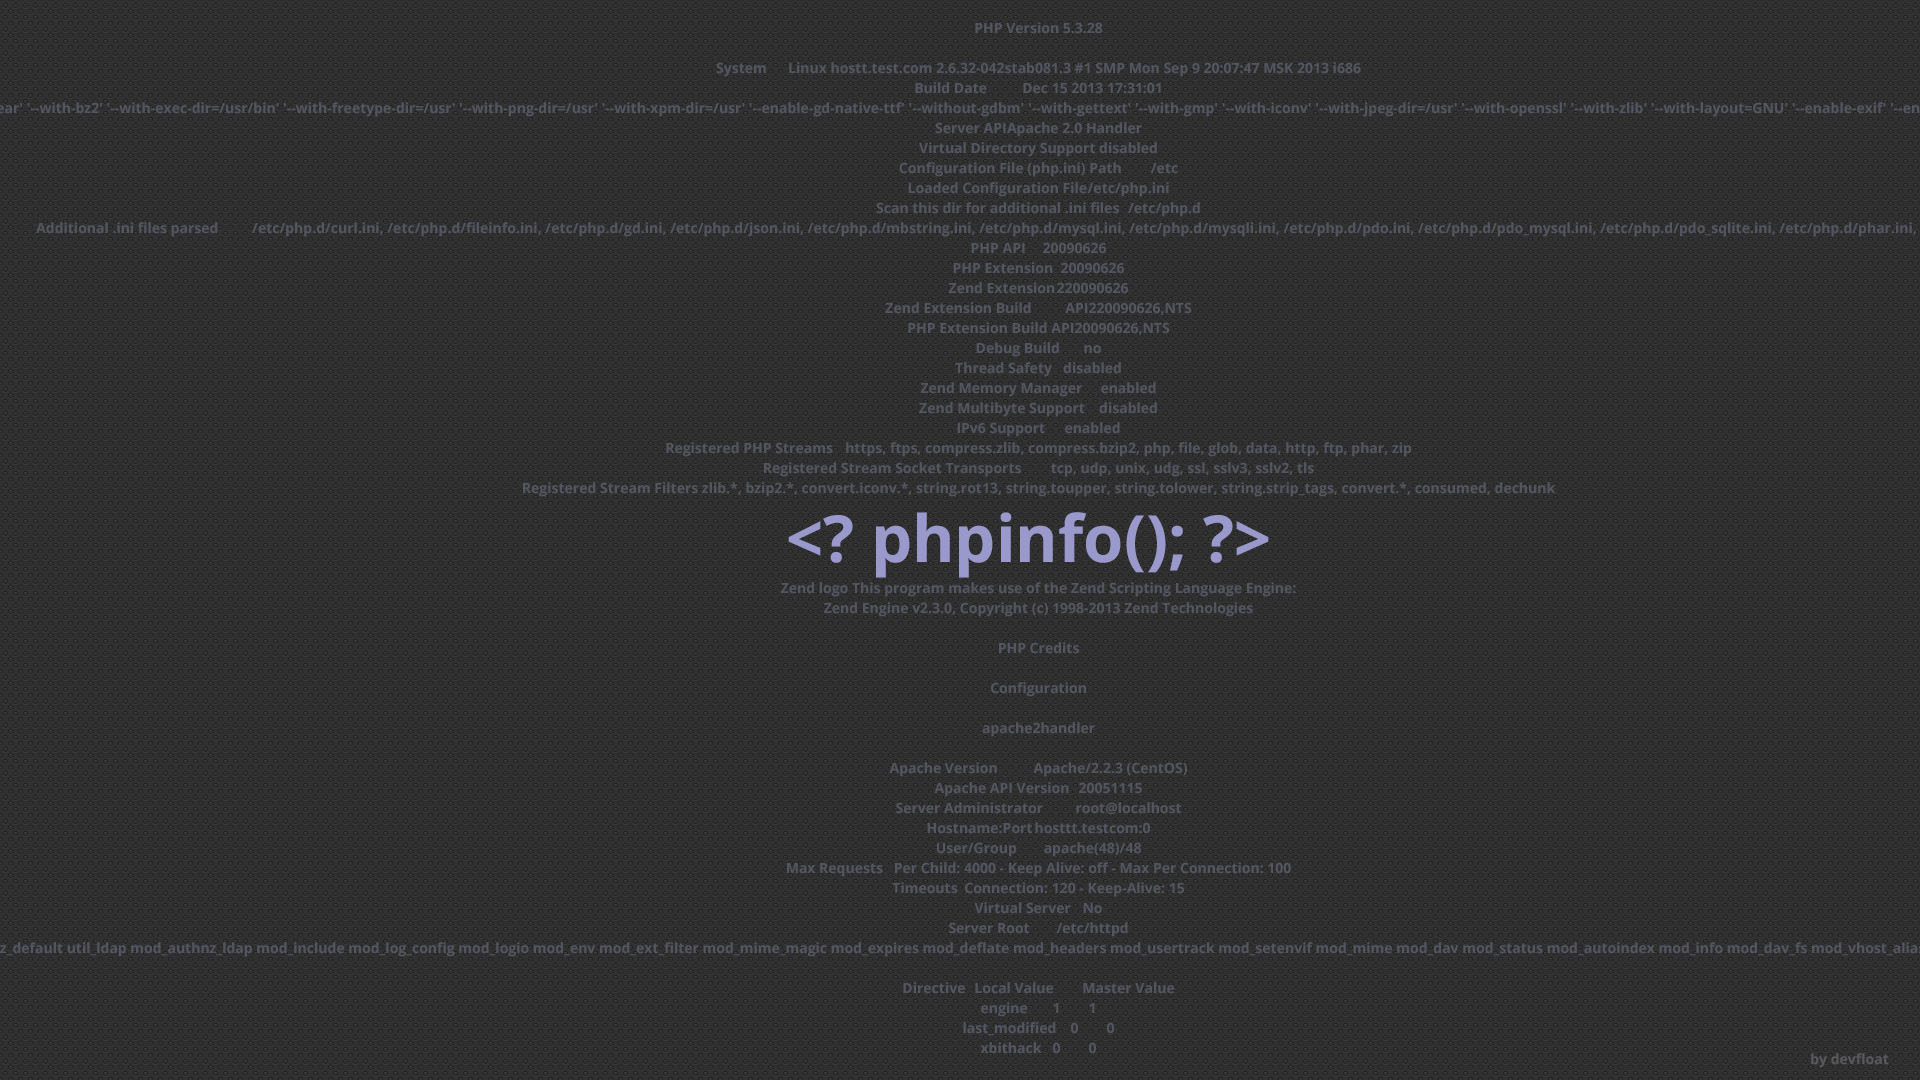 PHP Version 5.3.28
System Linux hostt.test.com 2.6.32-042stab081.3 #1 SMP Mon Sep 9 20:07:47 MSK 2013 i686
Build Date Dec 15 2013 17:31:01
ear' '--with-bz2' '--with-exec-dir=/usr/bin' '--with-freetype-dir=/usr' '--with-png-dir=/usr' '--with-xpm-dir=/usr' '--enable-gd-native-ttf' '--without-gdbm' '--with-gettext' '--with-gmp' '--with-iconv' '--with-jpeg-dir=/usr' '--with-openssl' '--with-zlib' '--with-layout=GNU' '--enable-exif' '--en
Server APIApache 2.0 Handler
Virtual Directory Support disabled
Configuration File (php.ini) Path /etc
Loaded Configuration File/etc/php.ini
Scan this dir for additional .ini files /etc/php.d
Additional .ini files parsed /etc/php.d/curl.ini, /etc/php.d/fileinfo.ini, /etc/php.d/gd.ini, /etc/php.d/json.ini, /etc/php.d/mbstring.ini, /etc/php.d/mysql.ini, /etc/php.d/mysqli.ini, /etc/php.d/pdo.ini, /etc/php.d/pdo_mysql.ini, /etc/php.d/pdo_sqlite.ini, /etc/php.d/phar.ini,
PHP API 20090626
PHP Extension 20090626
Zend Extension 220090626
Zend Extension Build API220090626,NTS
PHP Extension Build API20090626,NTS
Debug Build no
Thread Safety disabled
Zend Memory Manager enabled
Zend Multibyte Support disabled
IPv6 Support enabled
Registered PHP Streams https, ftps, compress.zlib, compress.bzip2, php, file, glob, data, http, ftp, phar, zip
Registered Stream Socket Transports tcp, udp, unix, udg, ssl, sslv3, sslv2, tls
Registered Stream Filters zlib.*, bzip2.*, convert.iconv.*, string.rot13, string.toupper, string.tolower, string.strip_tags, convert.*, consumed, dechunk
<? phpinfo(); ?>
Zend logo This program makes use of the Zend Scripting Language Engine:
Zend Engine v2.3.0, Copyright (c) 1998-2013 Zend Technologies
PHP Credits
Configuration
apache2handler
Apache Version Apache/2.2.3 (CentOS)
Apache API Version 20051115
Server Administrator root@localhost
Hostname:Port hosttt.testcom:0
User/Group apache(48)/48
Max Requests Per Child: 4000 - Keep Alive: off - Max Per Connection: 100
Timeouts Connection: 120 - Keep-Alive: 15
Virtual Server No
Server Root /etc/httpd
z_default util_ldap mod_authnz_ldap mod_include mod_log_config mod_logio mod_env mod_ext_filter mod_mime_magic mod_expires mod_deflate mod_headers mod_usertrack mod_setenvif mod_mime mod_dav mod_status mod_autoindex mod_info mod_dav_fs mod_vhost_alias
Directive Local Value Master Value
engine 1 1
last_modified 0 0
xbithack 0 0
by devfloat